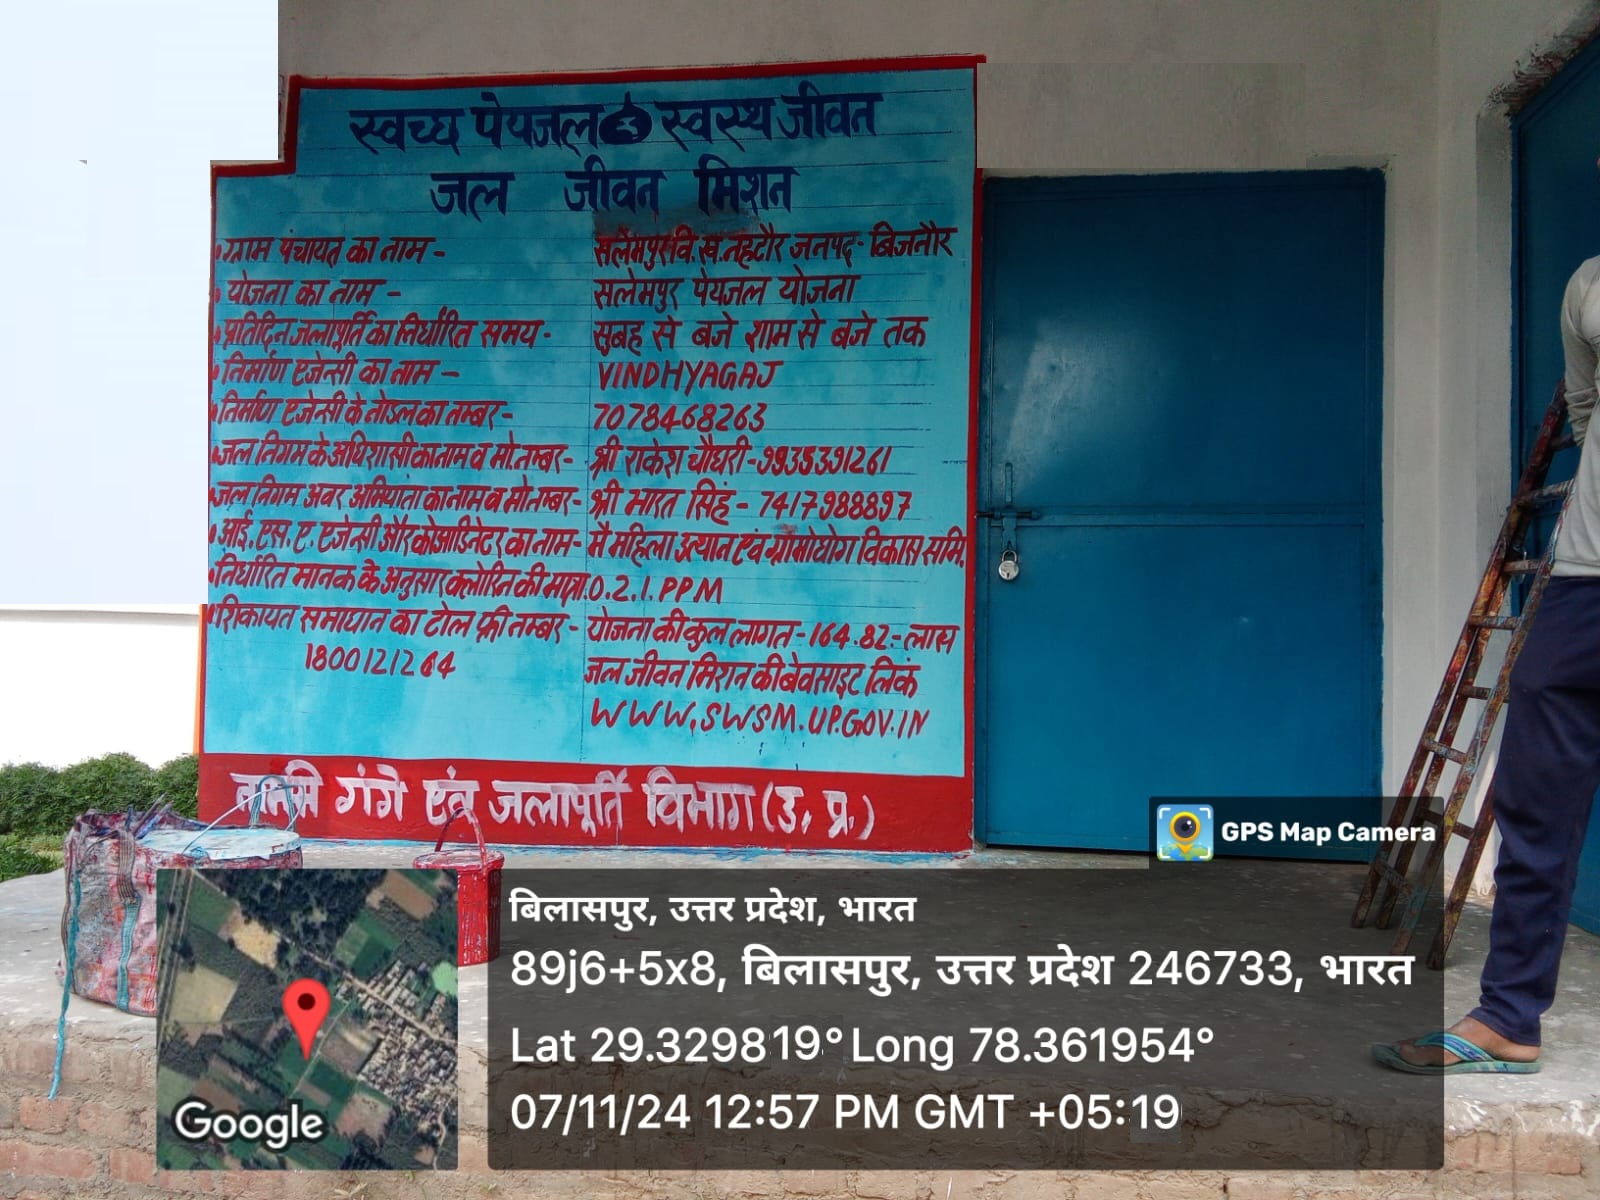 स्वच्छ पेयजल स्वस्थ जीवन
जल जीवन मिशन
ग्राम पंचायत का नाम - सलेमपुर वि.ख. नहटौर जनपद- बिजनौर
योजना का नाम - सलेमपुर पेयजल योजना
प्रतिदिन जलापूर्ति का निर्धारित समय- सुबह से बजे शाम से बजे तक
निर्माण एजेन्सी का नाम - VINDHYAGAJ
निर्माण एजेन्सी के नोडल का नम्बर- 7078468263
जल निगम के अधिशासी का नाम व मो. नम्बर- श्री राकेश चौधरी-9935391261
जल निगम अवर अभियंता का नाम व मो नम्बर- श्री भारत सिंह - 7417988897
आई. एस. ए. एजेन्सी और कोआडिनेटर का नाम- मै महिला उत्थान एवं ग्रामोधोग विकास समि.
निर्धारित मानक के अनुसार क्लोरिन की मात्रा. 0.2.1.PPM
शिकायत समाधान का टोल फ्री नम्बर- योजना की कुल लागत-164.82- लाख
1800121264 जल जीवन मिशन की बेवसाइट लिकं
WWW.SWSM.UP.GOV.IN
नामामी गंगे एंव जलापूर्ति विभाग (उ. प्र.)
GPS Map Camera
बिलासपुर, उत्तर प्रदेश, भारत
89j6+5x8, बिलासपुर, उत्तर प्रदेश 246733, भारत
Lat 29.329819° Long 78.361954°
07/11/24 12:57 PM GMT +05:19
Google